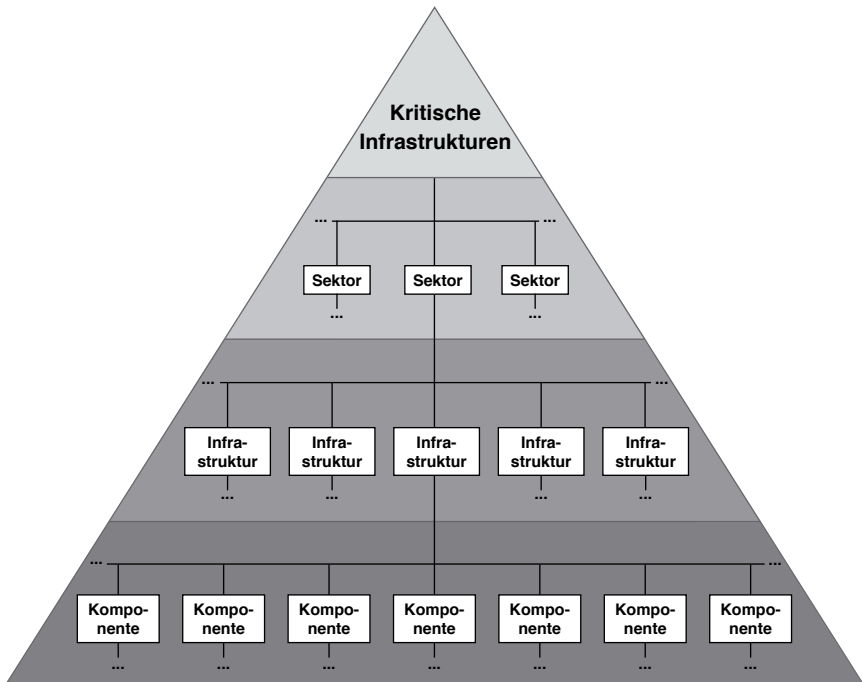 Kritische
Infrastrukturen
... ...
Sektor Sektor Sektor
... ...
... ...
Infra- Infra- Infra- Infra- Infra-
struktur struktur struktur struktur struktur
... ... ... ...
... ...
Kompo- Kompo- Kompo- Kompo- Kompo- Kompo- Kompo-
nente nente nente nente nente nente nente
... ... ... ... ... ... ...